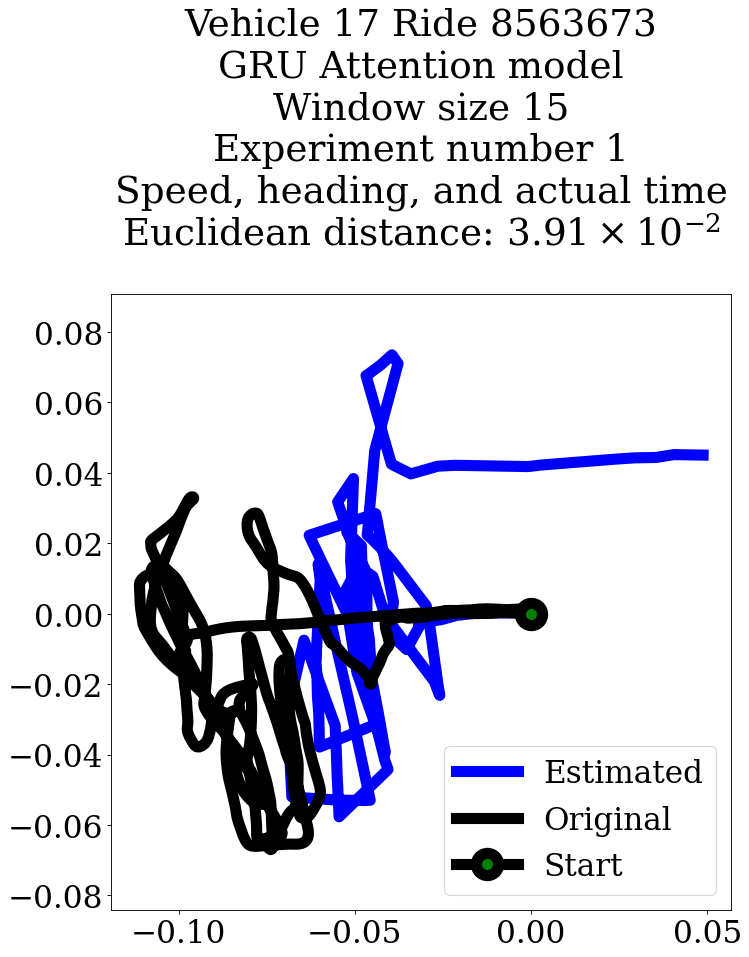 Vehicle 17 Ride 8563673
GRU Attention model
Window size 15
Experiment number 1
Speed, heading, and actual time
Euclidean distance: 3.91 × 10⁻²
0.08
0.06
0.04
0.02
0.00
−0.02
−0.04
−0.06
−0.08
Estimated
Original
Start
−0.10 −0.05 0.00 0.05